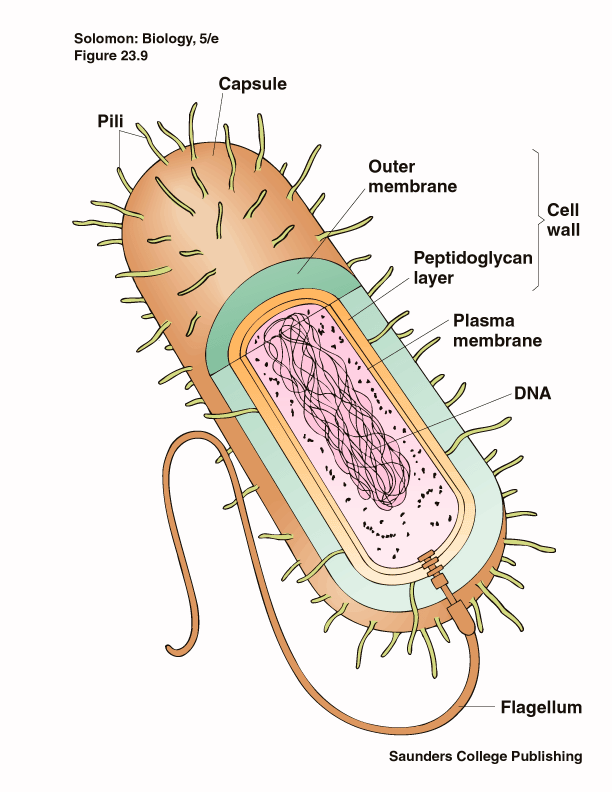 Solomon: Biology, 5/e
Figure 23.9
Capsule
Pili
Outer
membrane
Cell
wall
Peptidoglycan
layer
Plasma
membrane
DNA
Flagellum
Saunders College Publishing